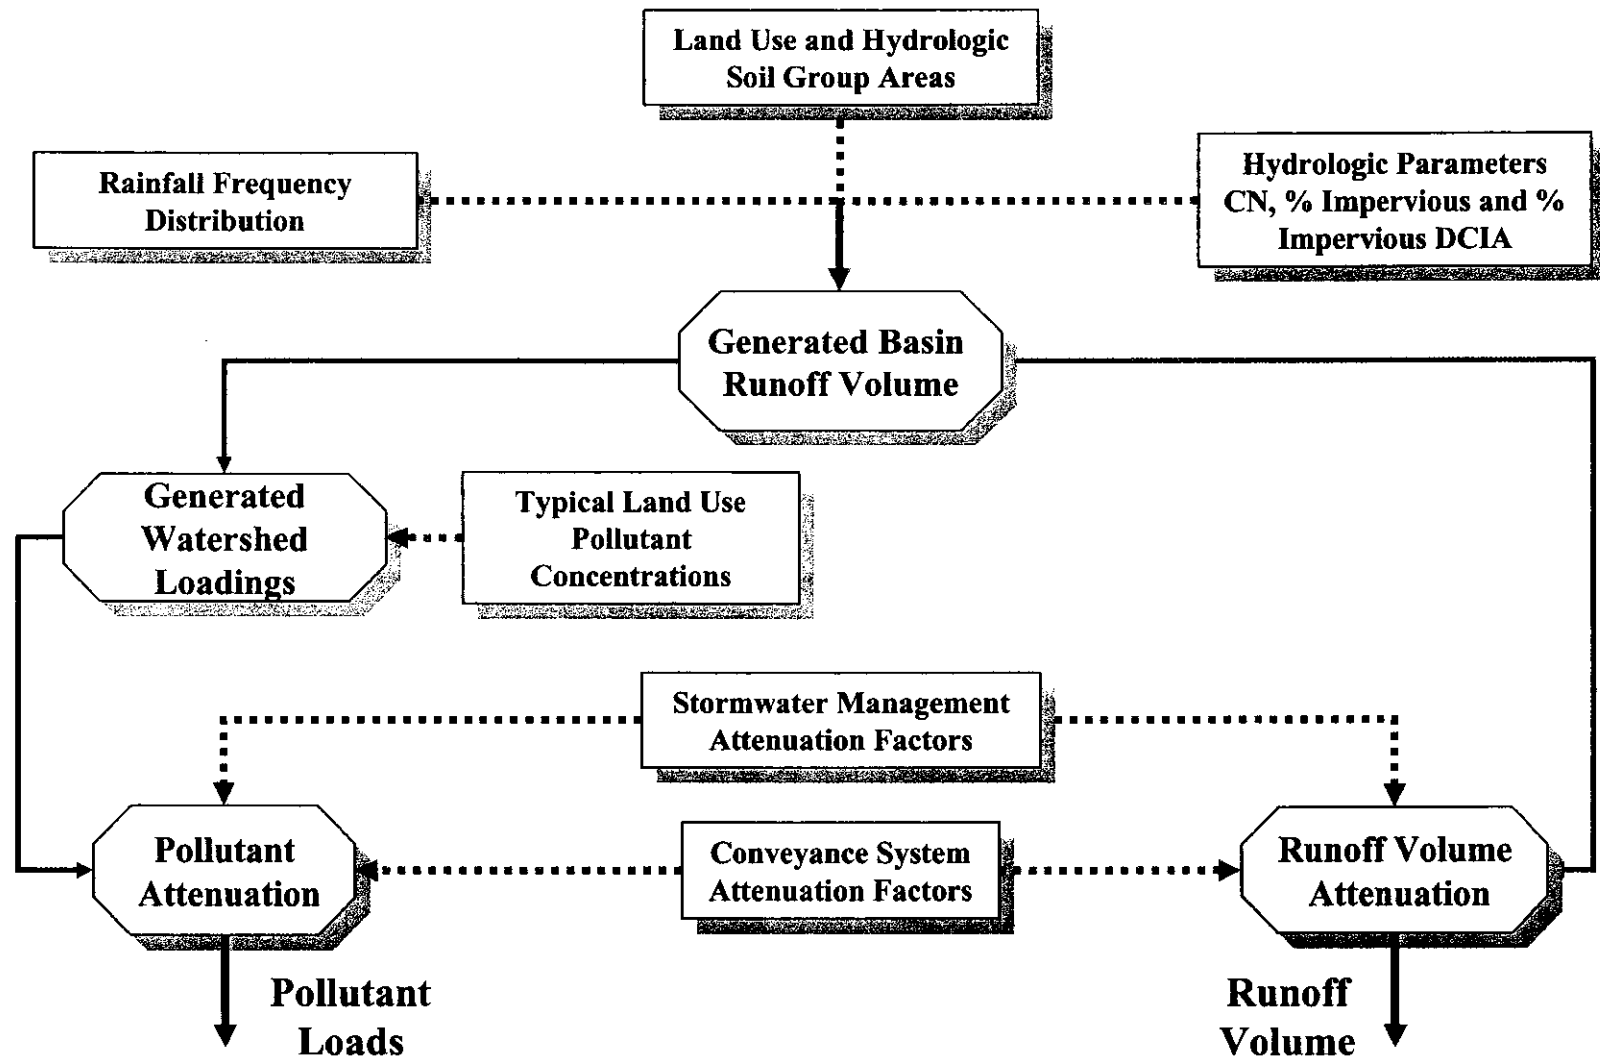 Land Use and Hydrologic
Soil Group Areas
Rainfall Frequency
Distribution
Hydrologic Parameters
CN, % Impervious and %
Impervious DCIA
Generated Basin
Runoff Volume
Generated
Watershed
Loadings
Typical Land Use
Pollutant
Concentrations
Stormwater Management
Attenuation Factors
Pollutant
Attenuation
Conveyance System
Attenuation Factors
Runoff Volume
Attenuation
Pollutant
Loads
Runoff
Volume